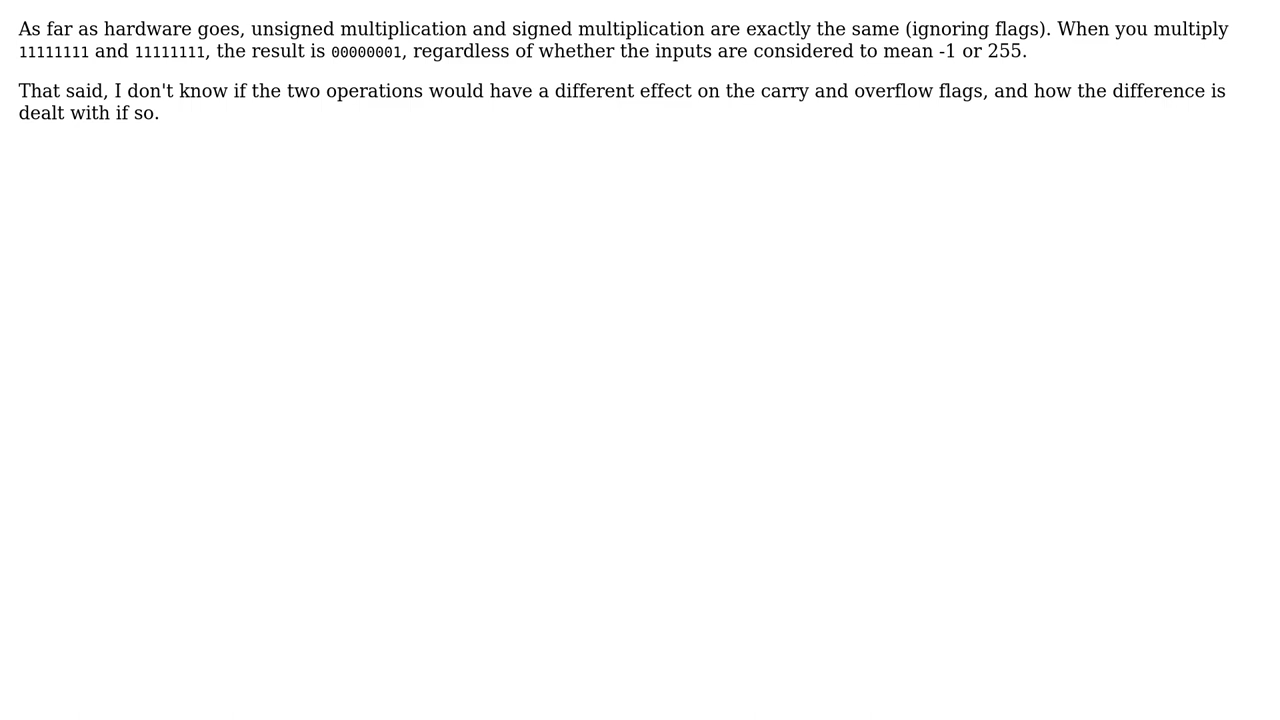 As far as hardware goes, unsigned multiplication and signed multiplication are exactly the same (ignoring flags). When you multiply
11111111 and 11111111, the result is 00000001, regardless of whether the inputs are considered to mean -1 or 255.
That said, I don't know if the two operations would have a different effect on the carry and overflow flags, and how the difference is
dealt with if so.